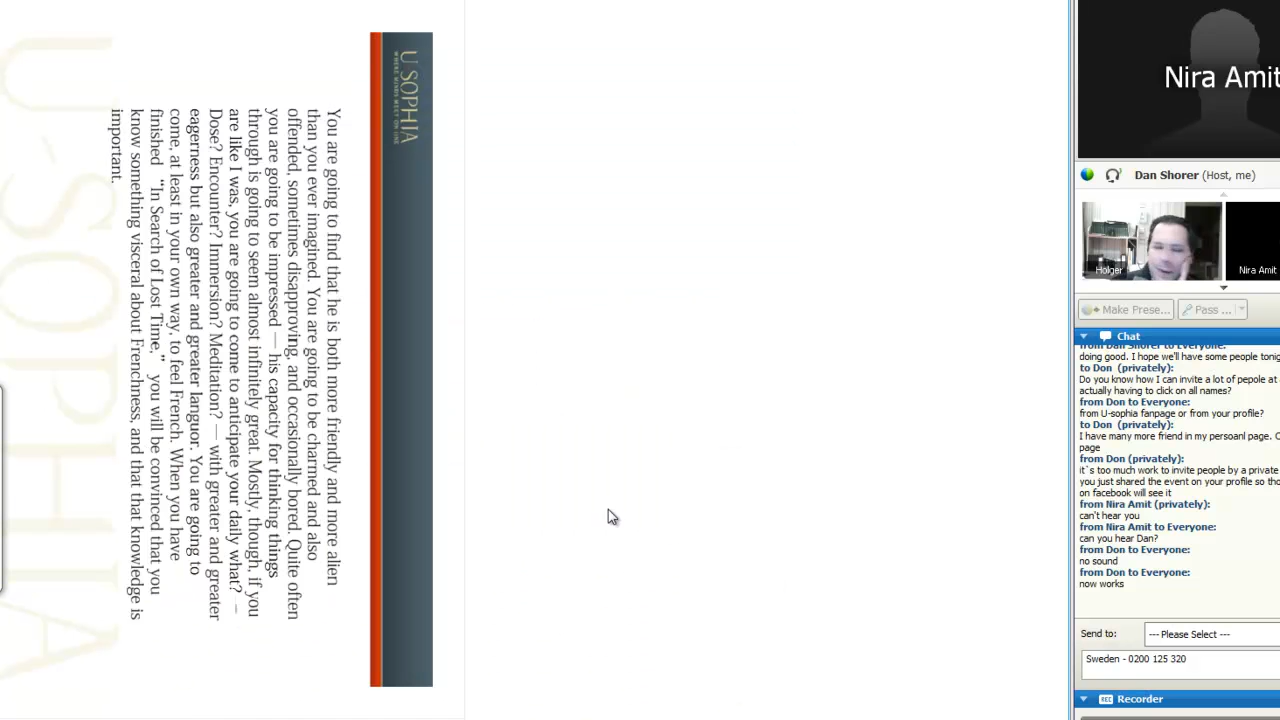 U SOPHIA
WHERE MINDS MEET ON LINE
You are going to find that he is both more friendly and more alien
than you ever imagined. You are going to be charmed and also
offended, sometimes disapproving, and occasionally bored. Quite often
you are going to be impressed — his capacity for thinking things
through is going to seem almost infinitely great. Mostly, though, if you
are like I was, you are going to come to anticipate your daily what? –
Dose? Encounter? Immersion? Meditation? — with greater and greater
eagerness but also greater and greater languor. You are going to
come, at least in your own way, to feel French. When you have
finished “In Search of Lost Time,” you will be convinced that you
know something visceral about Frenchness, and that that knowledge is
important.
U SOPHIA
Nira Amit
Dan Shorer (Host, me)
Holger
Nira Amit
Make Prese...
Pass ...
Chat
from Dan Shorer to Everyone:
doing good. I hope we'll have some people tonig
to Don (privately):
Do you know how I can invite a lot of pepole at
actually having to click on all names?
from Don to Everyone:
from U-sophia fanpage or from your profile?
to Don (privately):
I have many more friend in my persoanl page.
page
from Don (privately):
it`s too much work to invite people by a private
you just shared the event on your profile so tho
on facebook will see it
from Nira Amit (privately):
can't hear you
from Nira Amit to Everyone:
can you hear Dan?
from Don to Everyone:
no sound
from Don to Everyone:
now works
Send to:
--- Please Select ---
Sweden - 0200 125 320
REC
Recorder